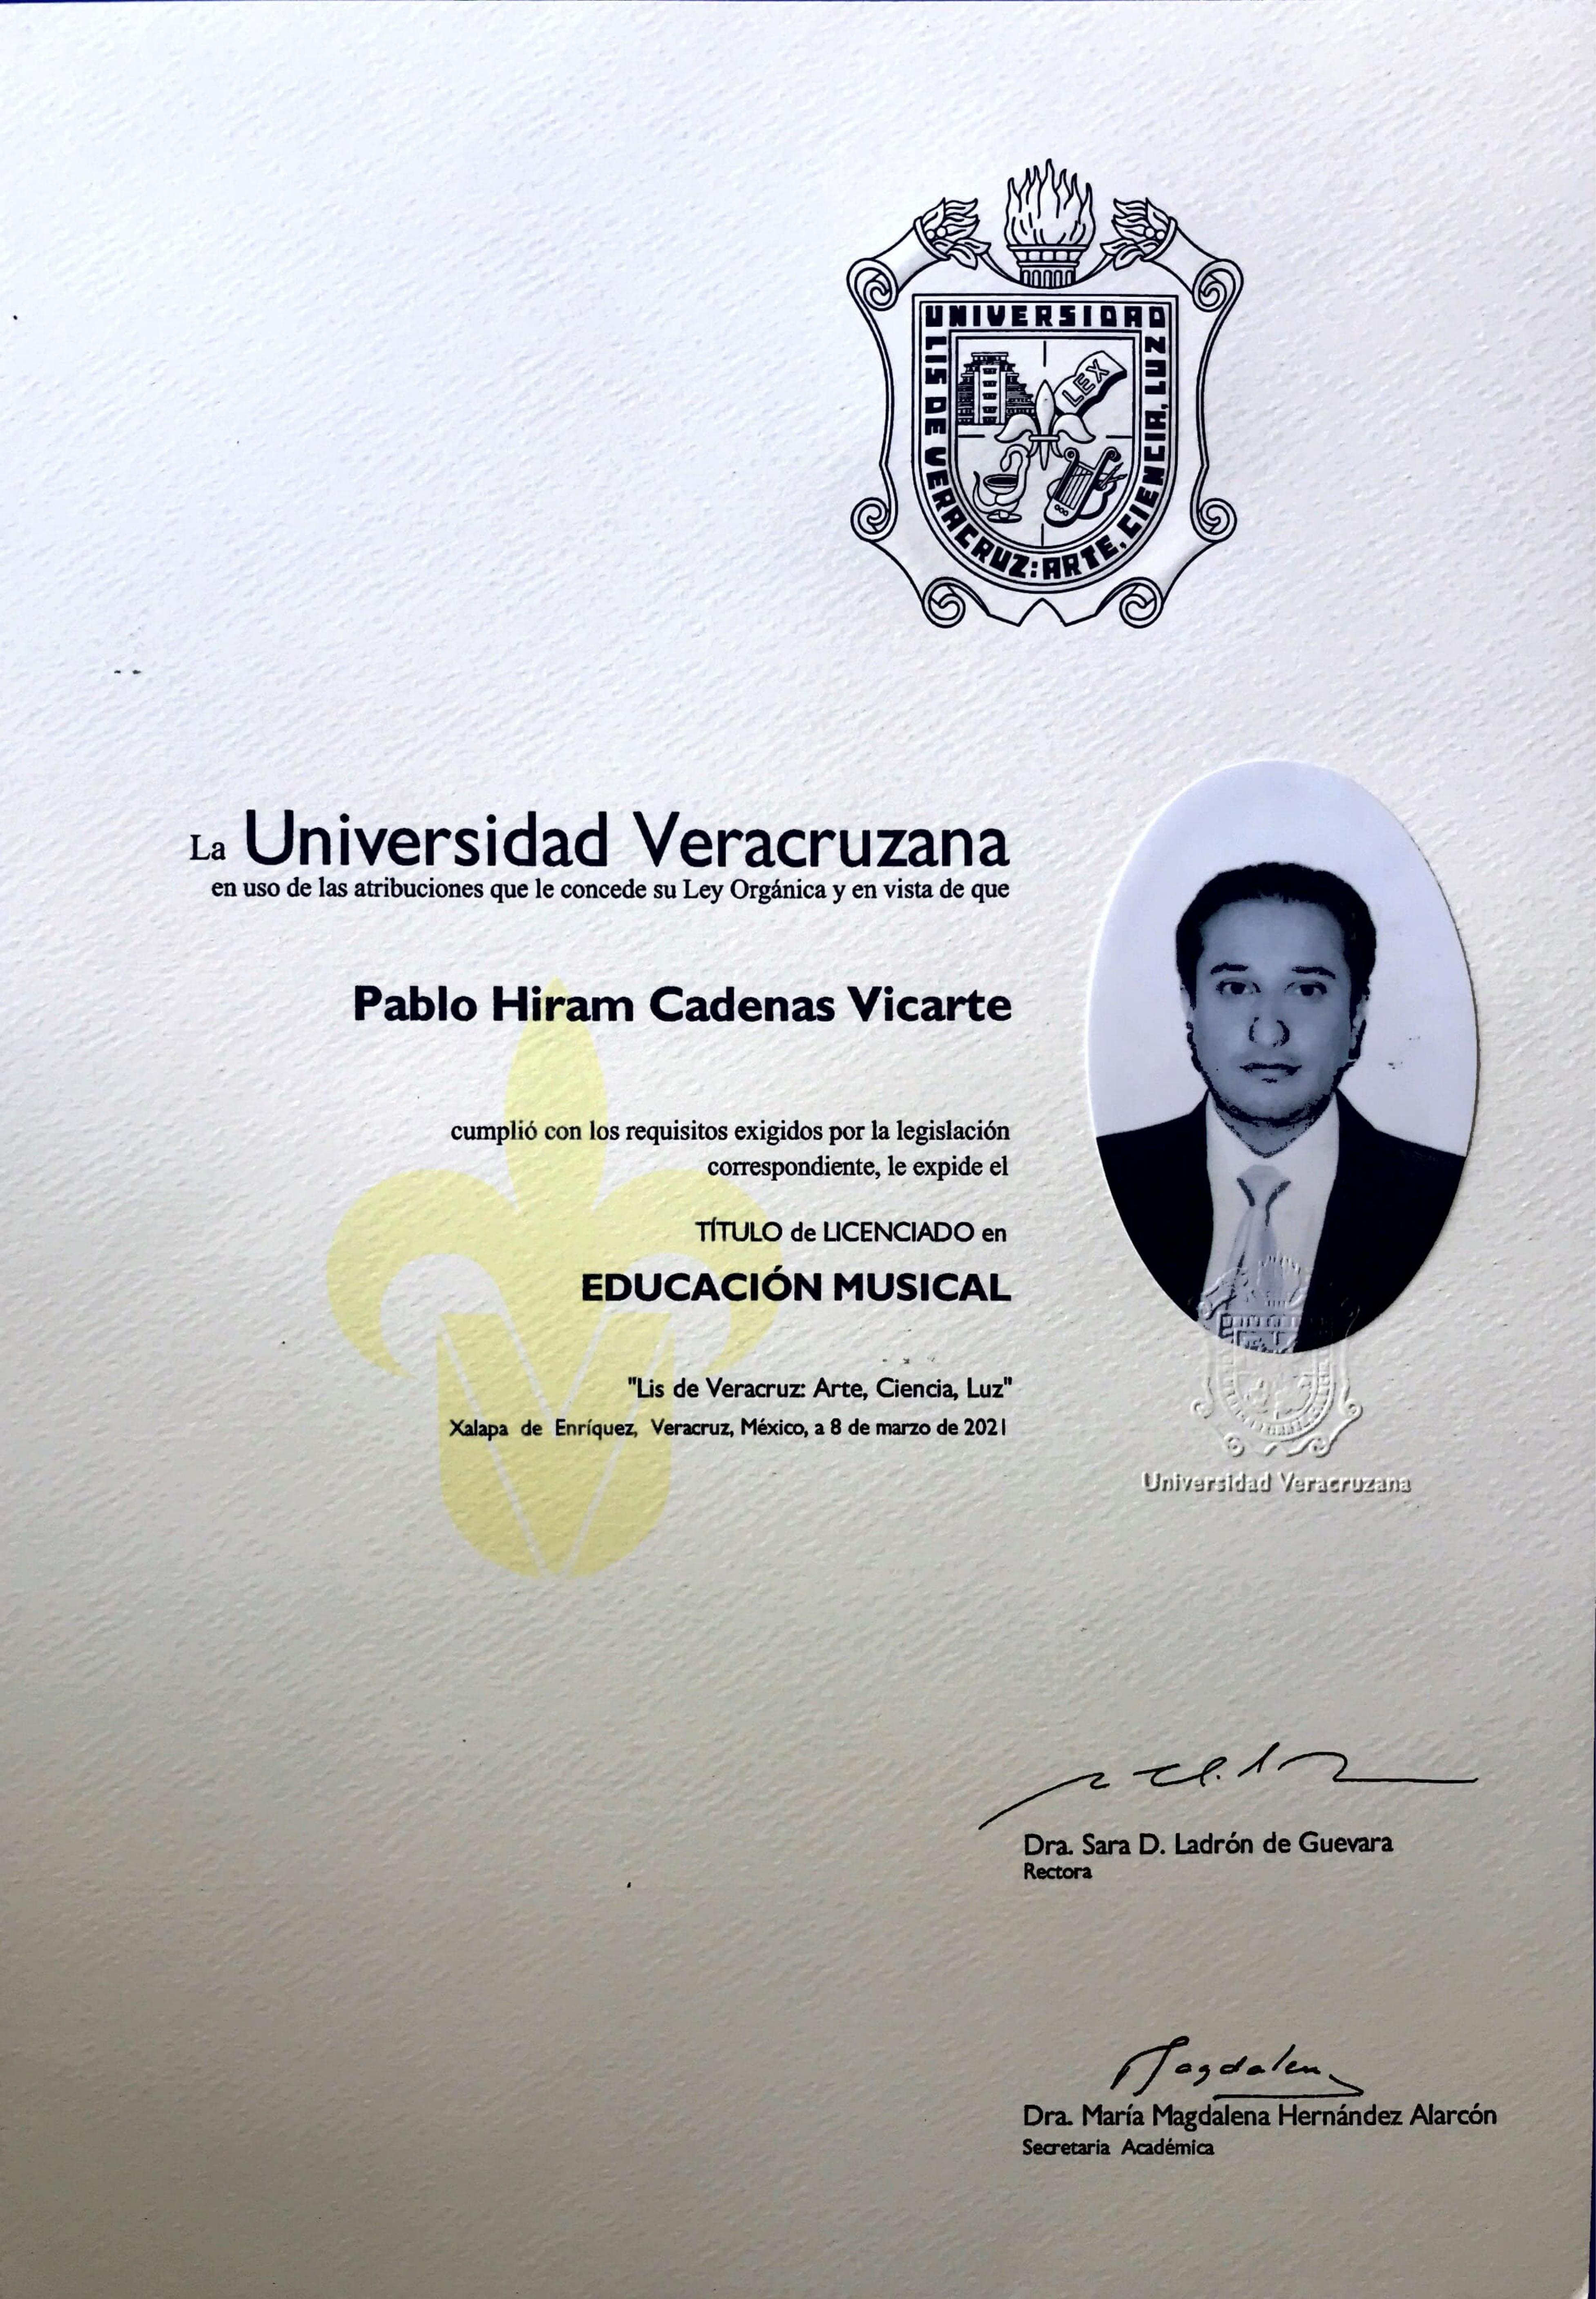 UNIVERSIDAD
LIS DE VERACRUZ: ARTE, CIENCIA, LUZ
LEX
La Universidad Veracruzana
en uso de las atribuciones que le concede su Ley Orgánica y en vista de que
Pablo Hiram Cadenas Vicarte
cumplió con los requisitos exigidos por la legislación
correspondiente, le expide el
TÍTULO de LICENCIADO en
EDUCACIÓN MUSICAL
"Lis de Veracruz: Arte, Ciencia, Luz"
Xalapa de Enríquez, Veracruz, México, a 8 de marzo de 2021
Universidad Veracruzana
Dra. Sara D. Ladrón de Guevara
Rectora
Magdalen
Dra. María Magdalena Hernández Alarcón
Secretaria Académica